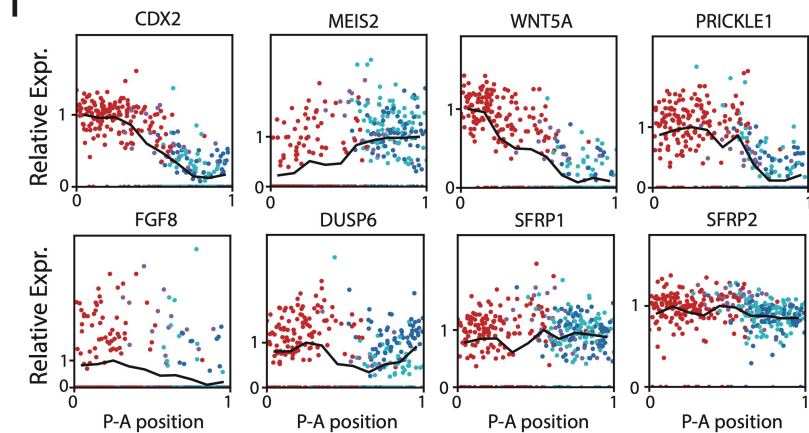 CDX2 MEIS2 WNT5A PRICKLE1
Relative Expr.
1 1 1 1
0 0 0 0
0 1 0 1 0 1 0 1
FGF8 DUSP6 SFRP1 SFRP2
Relative Expr.
1 1 1 1
0 0 0 0
0 1 0 1 0 1 0 1
P-A position P-A position P-A position P-A position